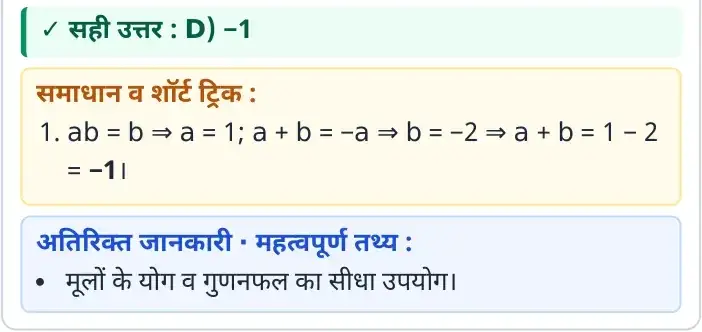 ✓ सही उत्तर : D) −1
समाधान व शॉर्ट ट्रिक :
1. ab = b ⇒ a = 1; a + b = −a ⇒ b = −2 ⇒ a + b = 1 − 2
= −1।
अतिरिक्त जानकारी · महत्वपूर्ण तथ्य :
• मूलों के योग व गुणनफल का सीधा उपयोग।